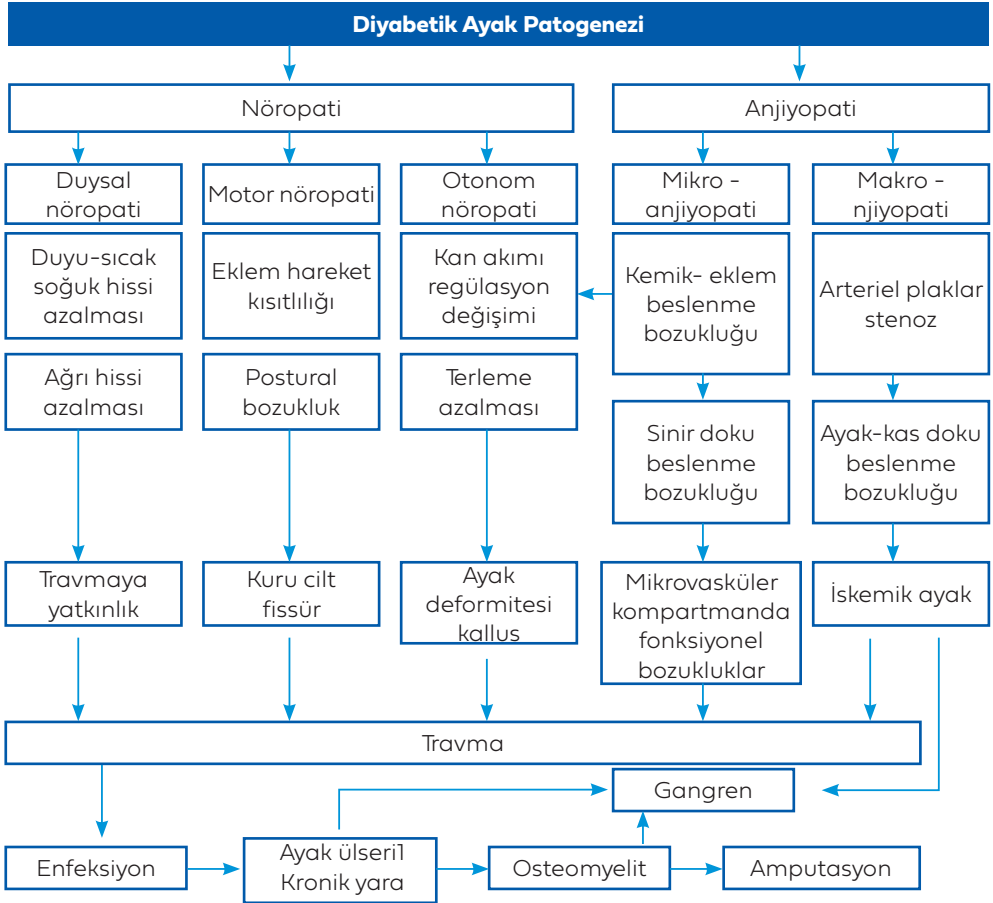 Diyabetik Ayak Patogenezi
Nöropati
Anjiyopati
Duysal
nöropati
Motor nöropati
Otonom
nöropati
Mikro -
anjiyopati
Makro -
njiyopati
Duyu-sıcak
soğuk hissi
azalması
Eklem hareket
kısıtlılığı
Kan akımı
regülasyon
değişimi
Kemik- eklem
beslenme
bozukluğu
Arteriel plaklar
stenoz
Ağrı hissi
azalması
Postural
bozukluk
Terleme
azalması
Sinir doku
beslenme
bozukluğu
Ayak-kas doku
beslenme
bozukluğu
Travmaya
yatkınlık
Kuru cilt
fissür
Ayak
deformitesi
kallus
Mikrovasküler
kompartmanda
fonksiyonel
bozukluklar
İskemik ayak
Travma
Gangren
Enfeksiyon
Ayak ülseri1
Kronik yara
Osteomyelit
Amputasyon